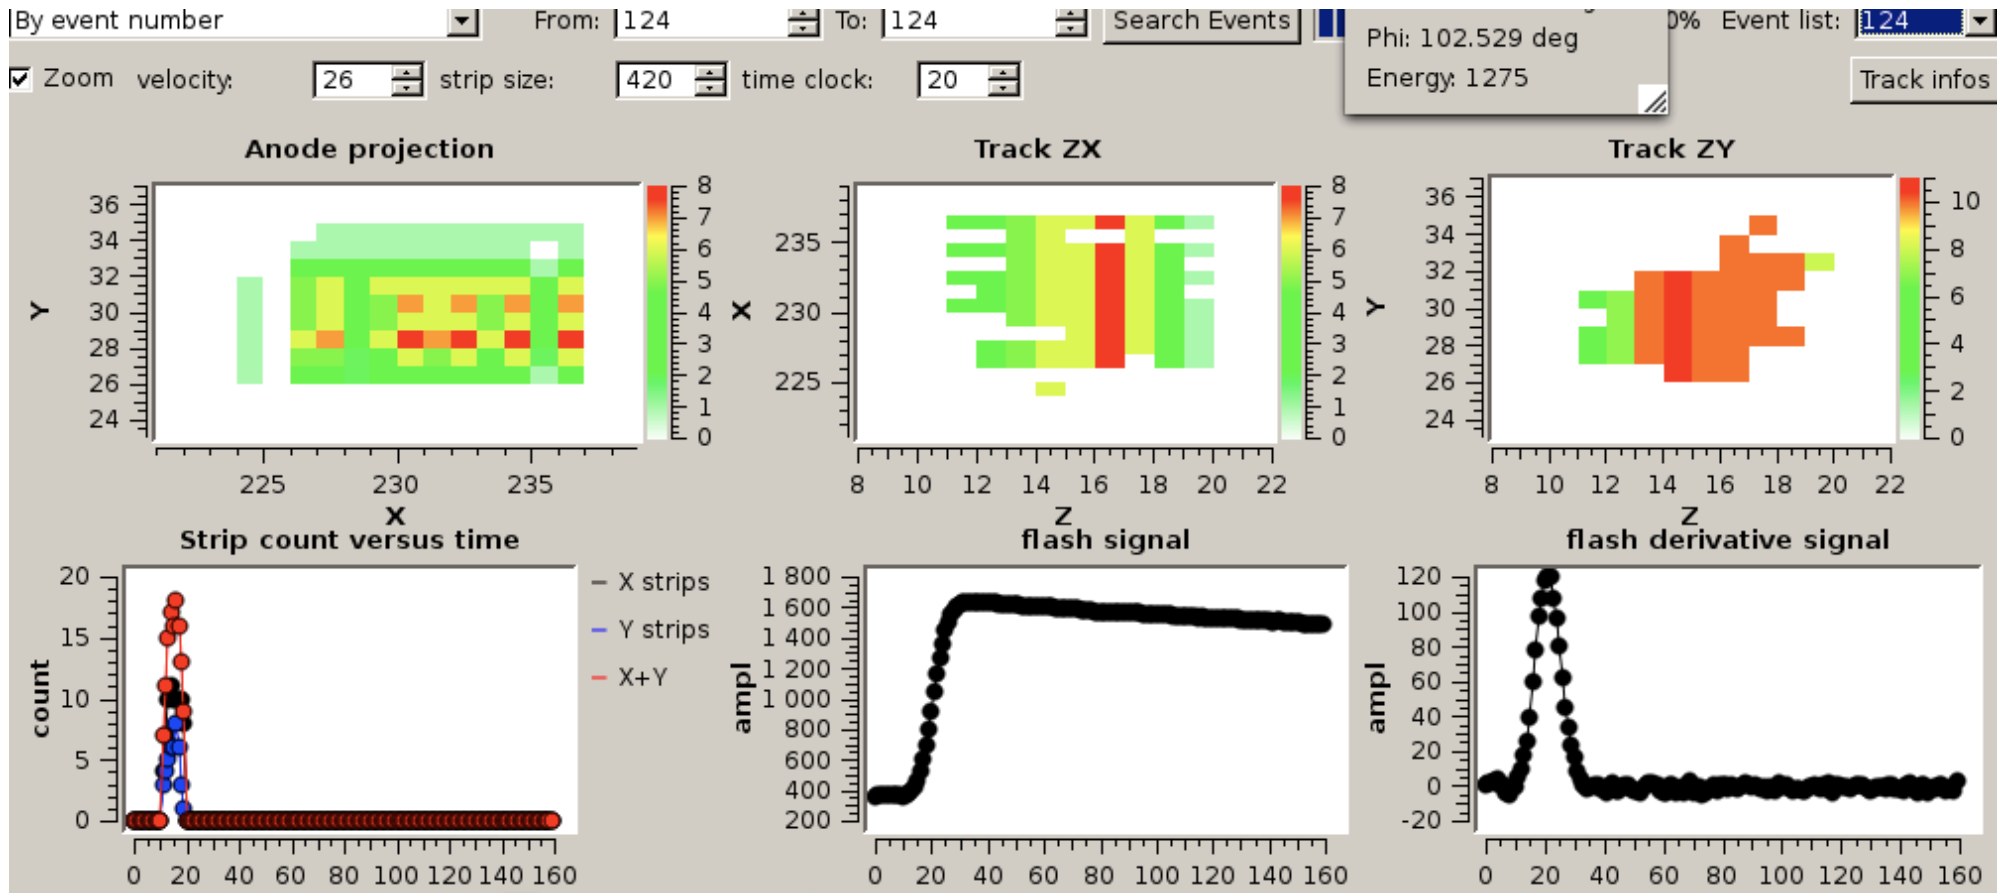 By event number From: 124 To: 124 Search Events 0% Event list: 124
Phi: 102.529 deg
Energy: 1275
Zoom velocity: 26 strip size: 420 time clock: 20 Track infos
Anode projection
36
34
32
30
28
26
24
Y
225 230 235
X
8
7
6
5
4
3
2
1
0
Track ZX
235
230
225
X
8 10 12 14 16 18 20 22
Z
8
7
6
5
4
3
2
1
0
Track ZY
36
34
32
30
28
26
24
Y
8 10 12 14 16 18 20 22
Z
10
8
6
4
2
0
Strip count versus time
20
15
10
5
0
count
0 20 40 60 80 100 120 140 160
X strips
Y strips
X+Y
flash signal
1 800
1 600
1 400
1 200
1 000
800
600
400
200
ampl
0 20 40 60 80 100 120 140 160
flash derivative signal
120
100
80
60
40
20
0
-20
ampl
0 20 40 60 80 100 120 140 160